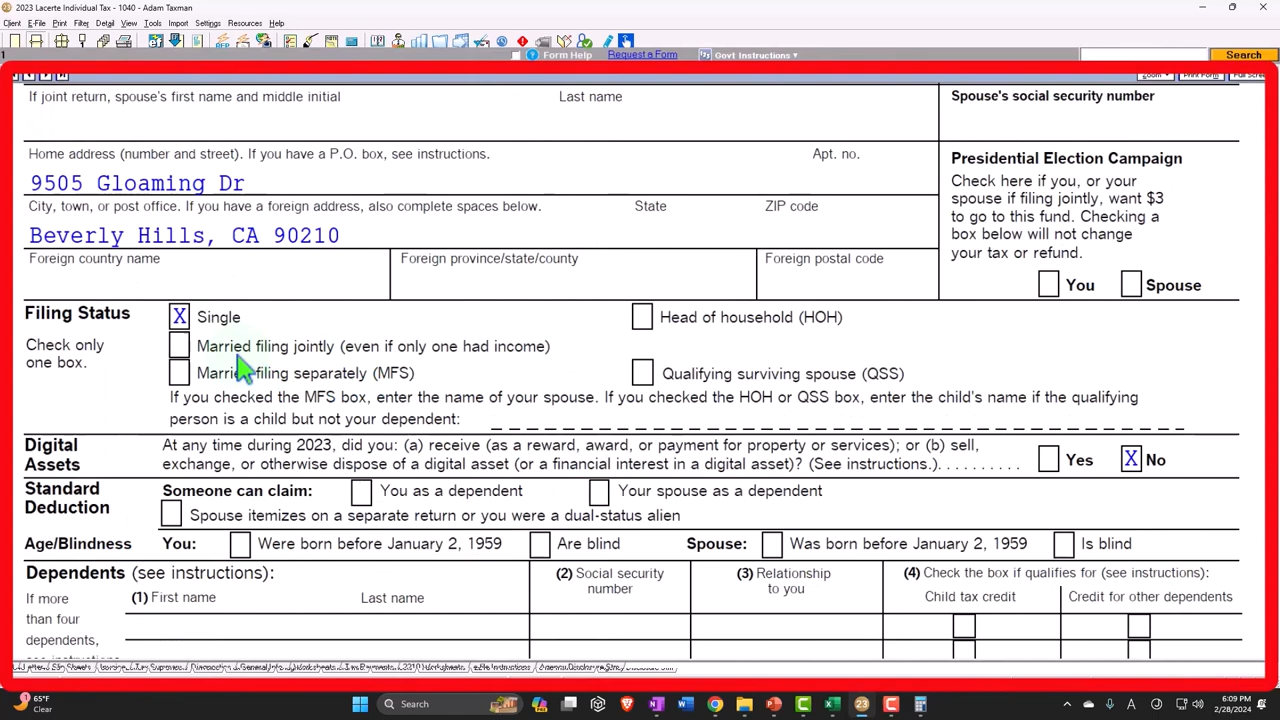 2023 Lacerte Individual Tax - 1040 - Adam Taxman
Client E-File Print Filter Detail View Tools Import Settings Resources Help
Form Help Request a Form Govt Instructions Search
Zoom Print Form Full Scre
If joint return, spouse's first name and middle initial Last name Spouse's social security number
Home address (number and street). If you have a P.O. box, see instructions. Apt. no.
9505 Gloaming Dr
City, town, or post office. If you have a foreign address, also complete spaces below. State ZIP code
Beverly Hills, CA 90210
Foreign country name Foreign province/state/county Foreign postal code
Presidential Election Campaign
Check here if you, or your
spouse if filing jointly, want $3
to go to this fund. Checking a
box below will not change
your tax or refund.
You Spouse
Filing Status X Single Head of household (HOH)
Check only
one box.
Married filing jointly (even if only one had income)
Married filing separately (MFS) Qualifying surviving spouse (QSS)
If you checked the MFS box, enter the name of your spouse. If you checked the HOH or QSS box, enter the child's name if the qualifying
person is a child but not your dependent:
Digital
Assets
At any time during 2023, did you: (a) receive (as a reward, award, or payment for property or services); or (b) sell,
exchange, or otherwise dispose of a digital asset (or a financial interest in a digital asset)? (See instructions.). . . . . . . . . . Yes X No
Standard
Deduction
Someone can claim: You as a dependent Your spouse as a dependent
Spouse itemizes on a separate return or you were a dual-status alien
Age/Blindness You: Were born before January 2, 1959 Are blind Spouse: Was born before January 2, 1959 Is blind
Dependents (see instructions):
(2) Social security
number
(3) Relationship
to you
(4) Check the box if qualifies for (see instructions):
If more
than four
dependents,
(1) First name Last name Child tax credit Credit for other dependents
65°F
Clear
Search
6:09 PM
2/28/2024